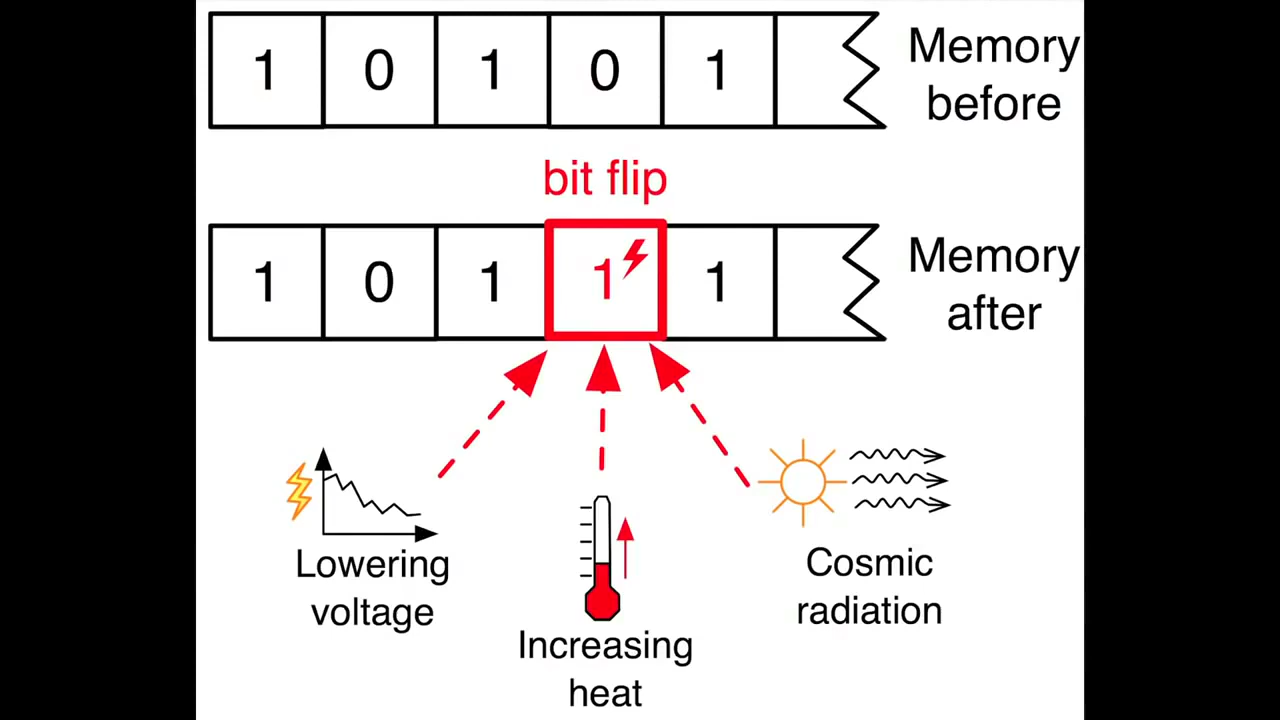 1 0 1 0 1
Memory
before
bit flip
1 0 1 1 1
Memory
after
Lowering
voltage
Increasing
heat
Cosmic
radiation